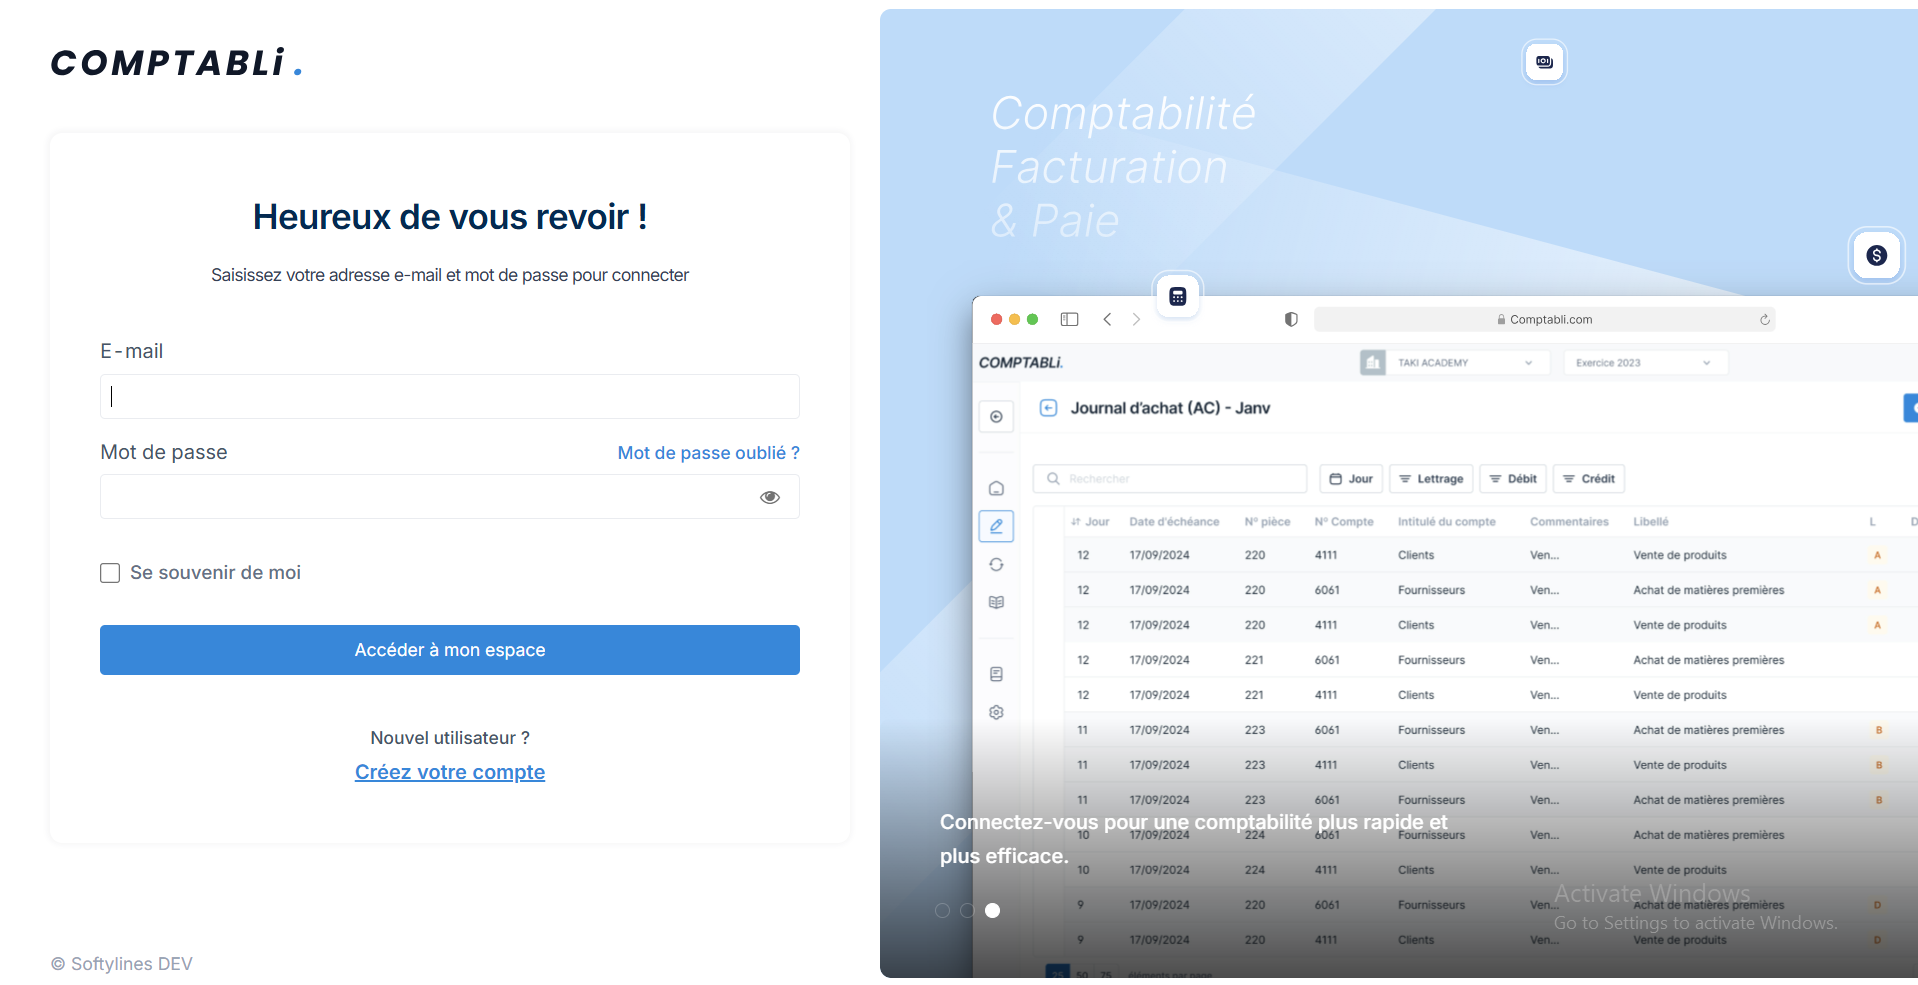 COMPTABLi.
Heureux de vous revoir !
Saisissez votre adresse e-mail et mot de passe pour connecter
E-mail
Mot de passe
Mot de passe oublié ?
Se souvenir de moi
Accéder à mon espace
Nouvel utilisateur ?
Créez votre compte
© Softylines DEV
Comptabilité
Facturation
& Paie
Comptabli.com
COMPTABLi.
TAKI ACADEMY
Exercice 2023
Journal d'achat (AC) - Janv
Rechercher
Jour
Lettrage
Débit
Crédit
Jour Date d'échéance N° pièce N° Compte Intitulé du compte Commentaires Libellé L D
12 17/09/2024 220 4111 Clients Ven... Vente de produits A
12 17/09/2024 220 6061 Fournisseurs Ven... Achat de matières premières A
12 17/09/2024 220 4111 Clients Ven... Vente de produits A
12 17/09/2024 221 6061 Fournisseurs Ven... Achat de matières premières
12 17/09/2024 221 4111 Clients Ven... Vente de produits
11 17/09/2024 223 6061 Fournisseurs Ven... Achat de matières premières B
11 17/09/2024 223 4111 Clients Ven... Vente de produits B
11 17/09/2024 223 6061 Fournisseurs Ven... Achat de matières premières B
10 17/09/2024 224 6061 Fournisseurs Ven... Achat de matières premières
10 17/09/2024 224 4111 Clients Ven... Vente de produits
9 17/09/2024 220 6061 Fournisseurs Ven... Achat de matières premières D
9 17/09/2024 220 4111 Clients Ven... Vente de produits D
25 50 75 éléments par page
Connectez-vous pour une comptabilité plus rapide et
plus efficace.
Activate Windows
Go to Settings to activate Windows.